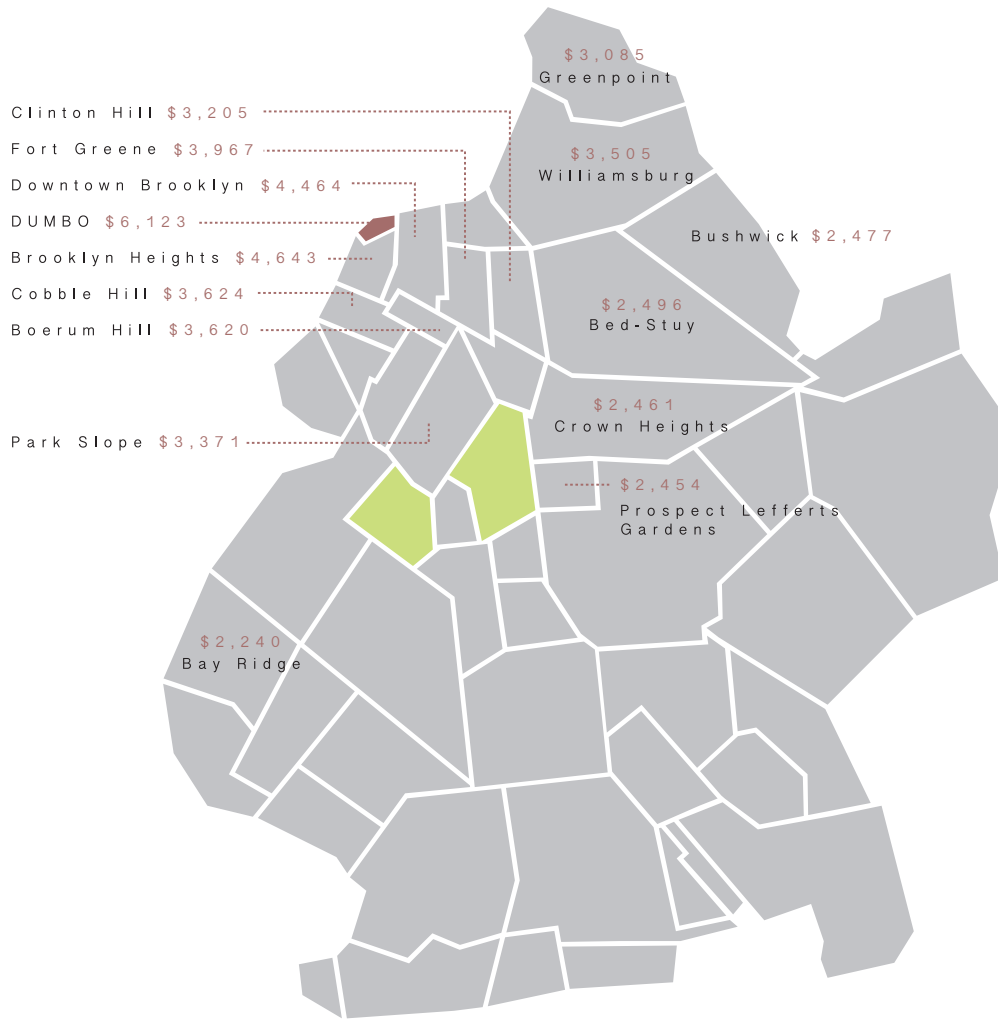 $3,085
Greenpoint
Clinton Hill $3,205
Fort Greene $3,967
$3,505
Williamsburg
Downtown Brooklyn $4,464
DUMBO $6,123
Bushwick $2,477
Brooklyn Heights $4,643
Cobble Hill $3,624
$2,496
Bed-Stuy
Boerum Hill $3,620
$2,461
Crown Heights
Park Slope $3,371
$2,454
Prospect Lefferts
Gardens
$2,240
Bay Ridge